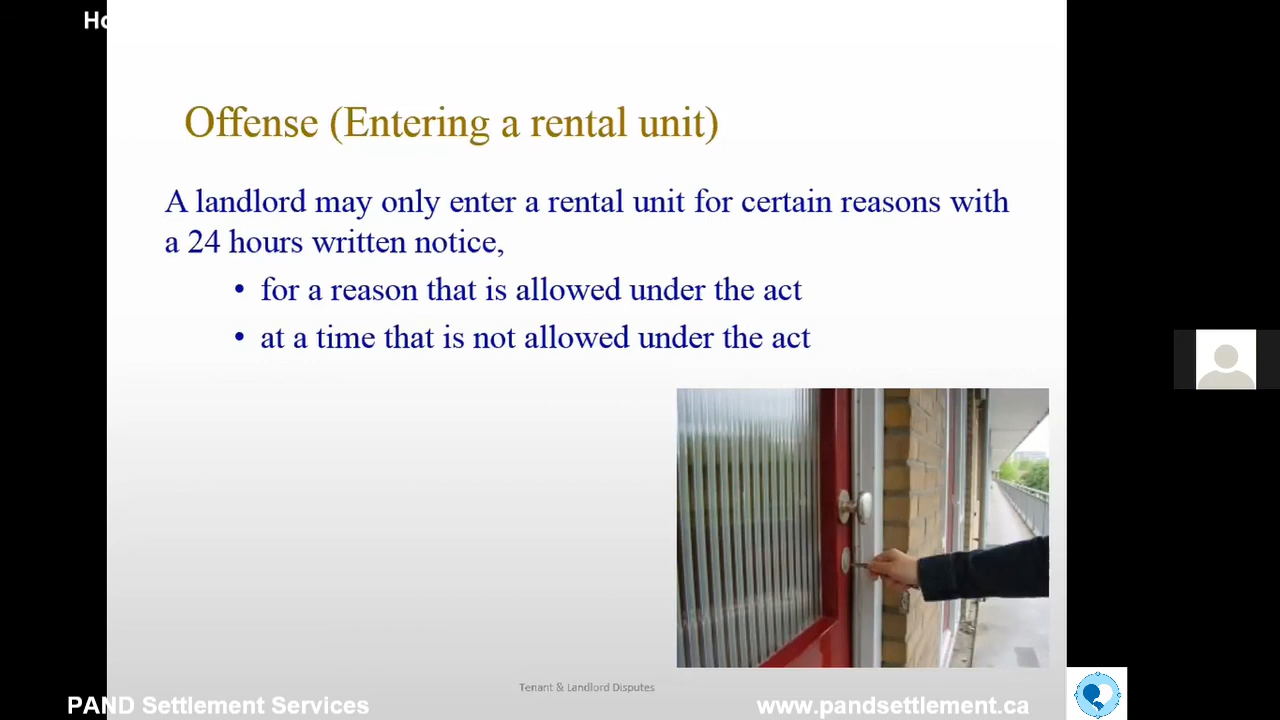 Ho
Offense (Entering a rental unit)
A landlord may only enter a rental unit for certain reasons with
a 24 hours written notice,
• for a reason that is allowed under the act
• at a time that is not allowed under the act
Tenant & Landlord Disputes
PAND Settlement Services
www.pandsettlement.ca